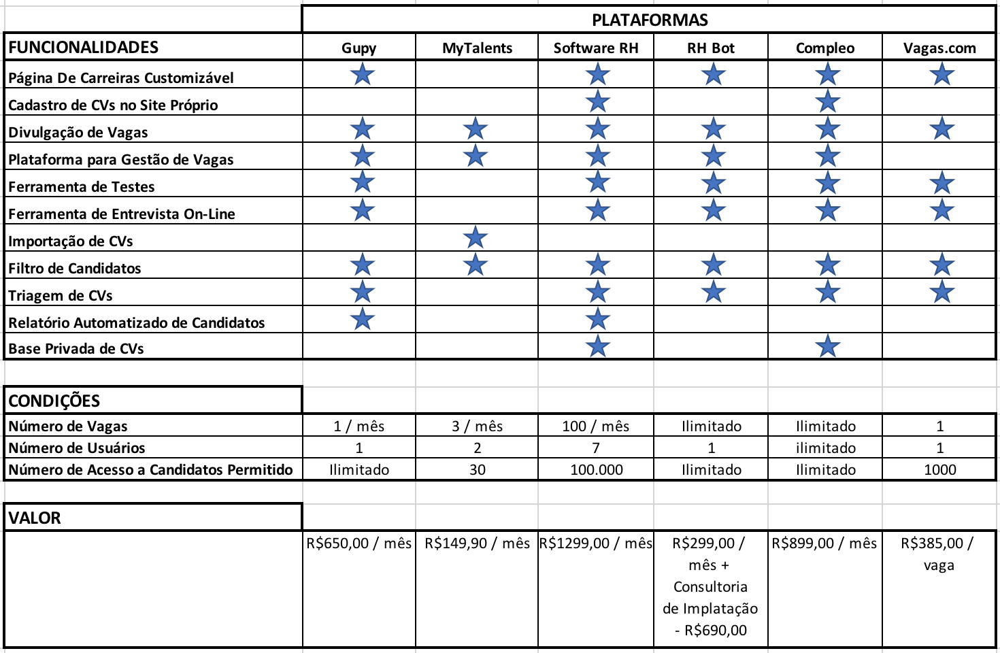 PLATAFORMAS
FUNCIONALIDADES Gupy MyTalents Software RH RH Bot Compleo Vagas.com
Página De Carreiras Customizável
Cadastro de CVs no Site Próprio
Divulgação de Vagas
Plataforma para Gestão de Vagas
Ferramenta de Testes
Ferramenta de Entrevista On-Line
Importação de CVs
Filtro de Candidatos
Triagem de CVs
Relatório Automatizado de Candidatos
Base Privada de CVs
CONDIÇÕES
Número de Vagas 1 / mês 3 / mês 100 / mês Ilimitado Ilimitado 1
Número de Usuários 1 2 7 1 ilimitado 1
Número de Acesso a Candidatos Permitido Ilimitado 30 100.000 Ilimitado Ilimitado 1000
VALOR
R$650,00 / mês R$149,90 / mês R$1299,00 / mês R$299,00 / R$899,00 / mês R$385,00 /
mês + vaga
Consultoria
de Implatação
- R$690,00